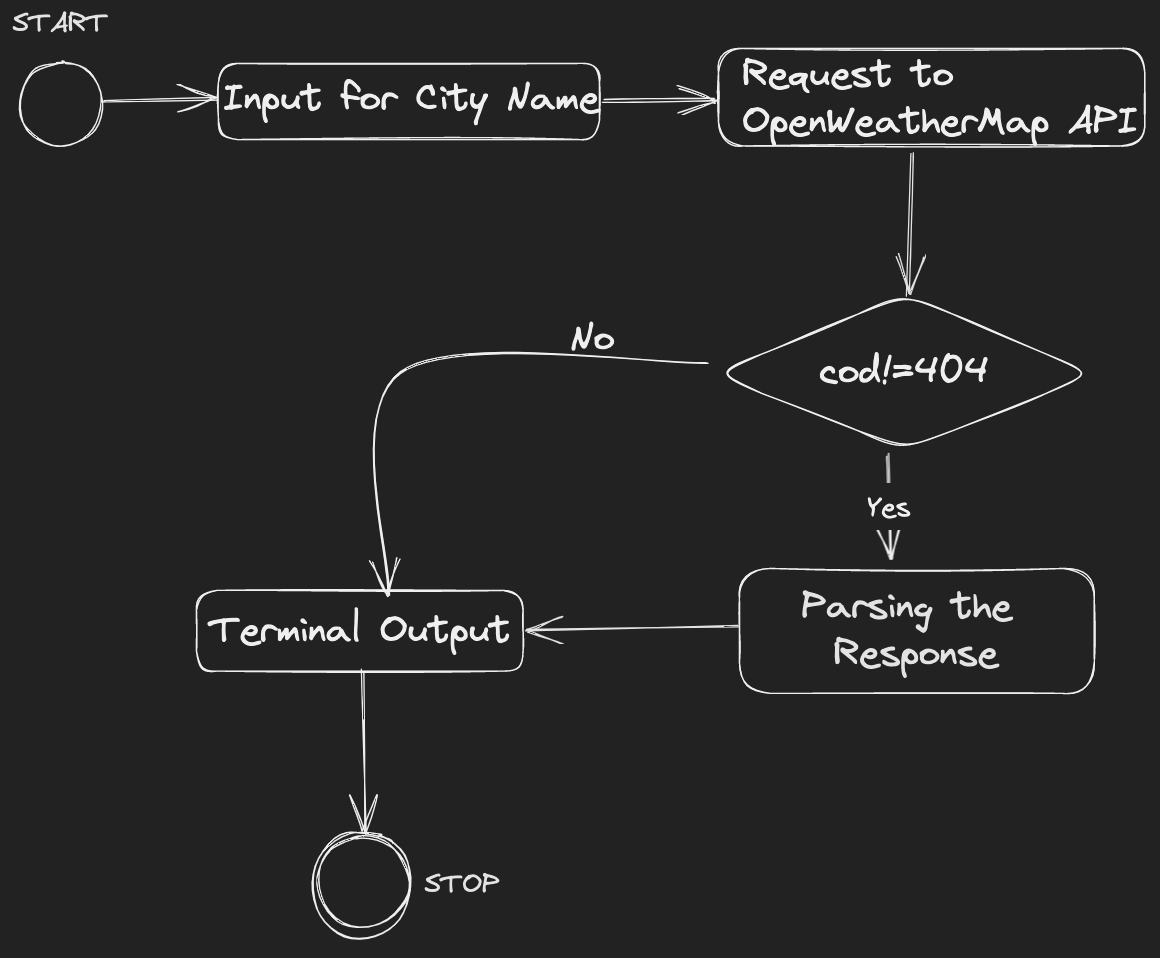 START
Input for City Name
Request to
OpenWeatherMap API
No
cod!=404
Yes
Parsing the
Response
Terminal Output
STOP